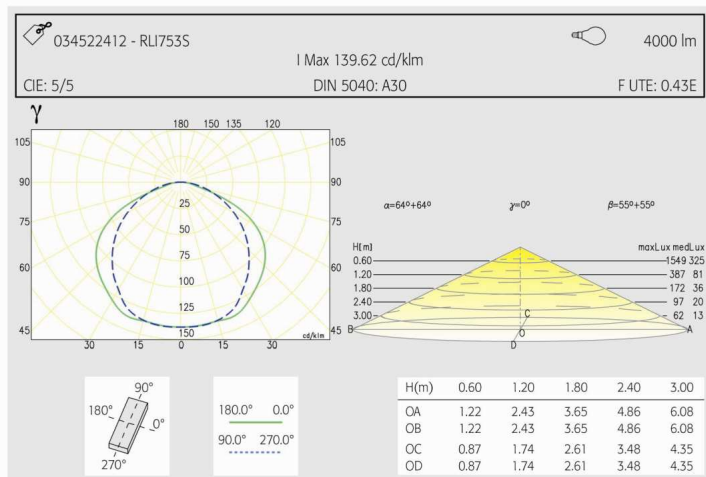 034522412 - RLI753S
4000 lm
I Max 139.62 cd/klm
CIE: 5/5
DIN 5040: A30
F UTE: 0.43E
γ
180 150 135 120
105 105
90 90
75 75
60 60
45 45
25
50
75
100
125
150
cd/klm
30 15 0 15 30
α=64º+64º γ=0º β=55º+55º
H[m] maxLux medLux
0.60 1549 325
1.20 387 81
1.80 172 36
2.40 97 20
3.00 62 13
C
B O A
D
90°
180° 0°
270°
180.0° 0.0°
90.0° 270.0°
H(m) 0.60 1.20 1.80 2.40 3.00
OA 1.22 2.43 3.65 4.86 6.08
OB 1.22 2.43 3.65 4.86 6.08
OC 0.87 1.74 2.61 3.48 4.35
OD 0.87 1.74 2.61 3.48 4.35